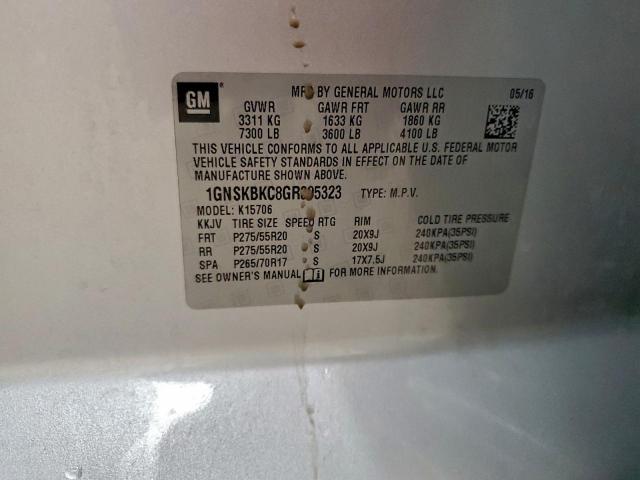 GM
MFD BY GENERAL MOTORS LLC 05/16
GVWR GAWR FRT GAWR RR
3311 KG 1633 KG 1860 KG
7300 LB 3600 LB 4100 LB
THIS VEHICLE CONFORMS TO ALL APPLICABLE U.S. FEDERAL MOTOR
VEHICLE SAFETY STANDARDS IN EFFECT ON THE DATE OF
MANUFACTURE SHOWN ABOVE.
TYPE: M.P.V.
MODEL: K15706
KKJV TIRE SIZE SPEED RTG RIM COLD TIRE PRESSURE
FRT P275/55R20 S 20X9J 240KPA(35PSI)
RR P275/55R20 S 20X9J 240KPA(35PSI)
SPA P265/70R17 S 17X7.5J 240KPA(35PSI)
SEE OWNER'S MANUAL FOR MORE INFORMATION.